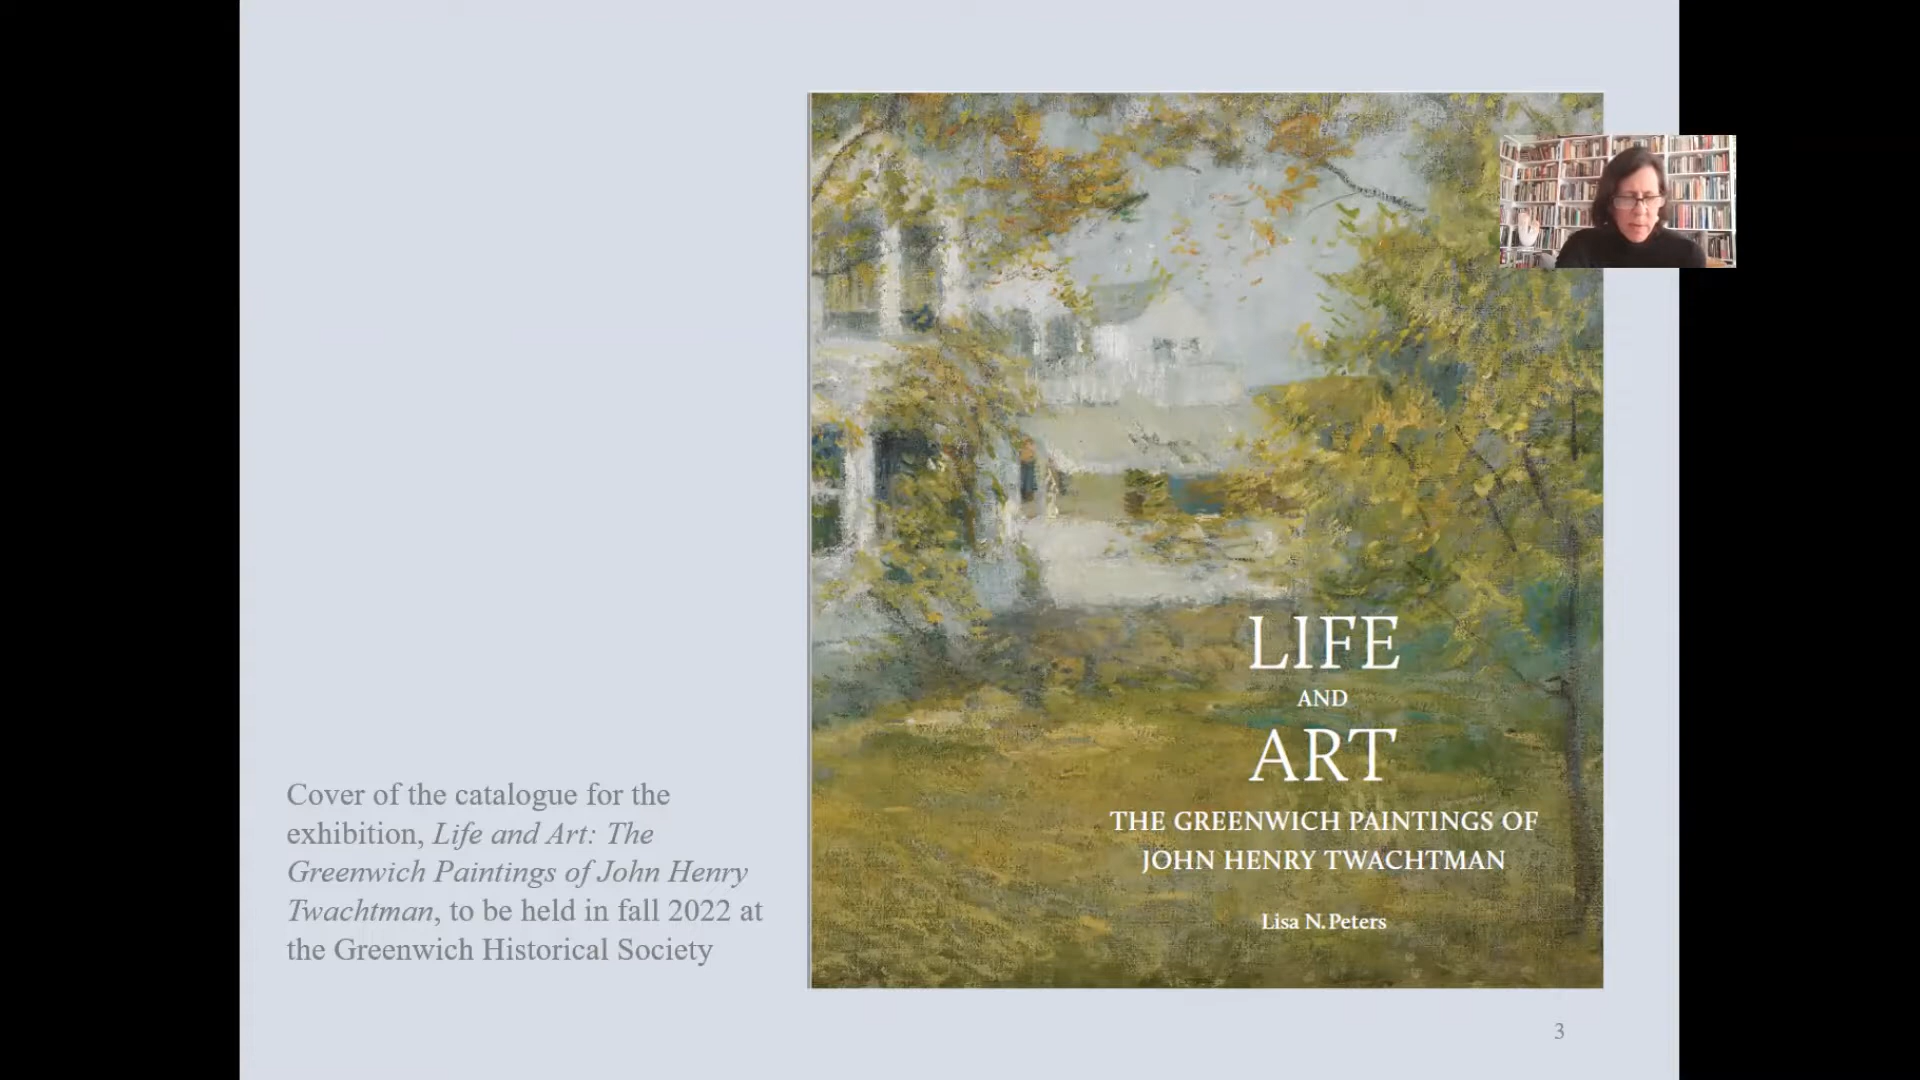 Cover of the catalogue for the
exhibition, Life and Art: The
Greenwich Paintings of John Henry
Twachtman, to be held in fall 2022 at
the Greenwich Historical Society
LIFE
AND
ART
THE GREENWICH PAINTINGS OF
JOHN HENRY TWACHTMAN
Lisa N. Peters
3